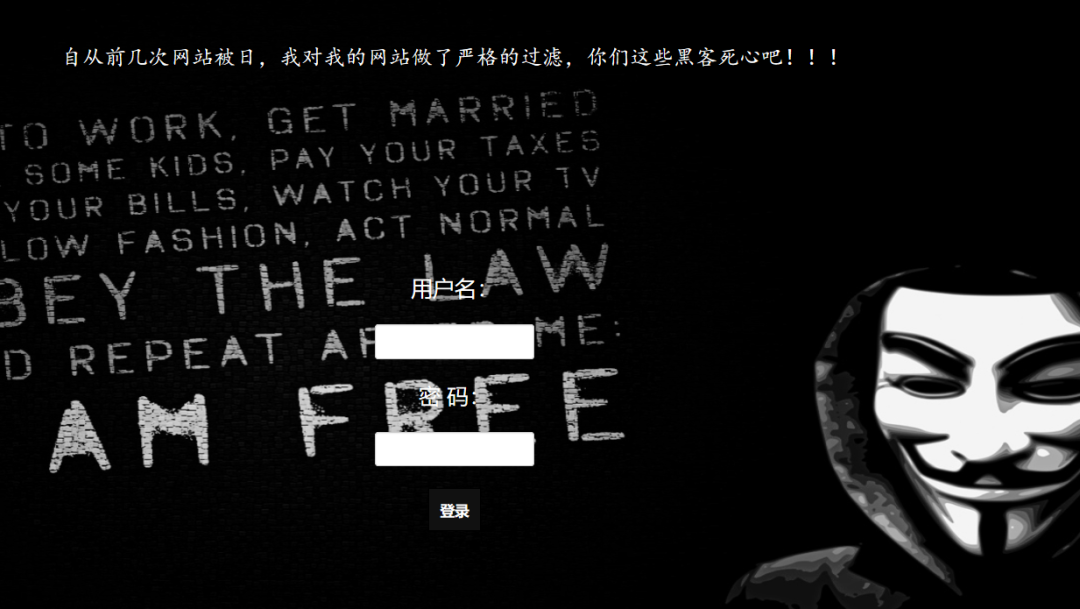 自从前几次网站被日，我对我的网站做了严格的过滤，你们这些黑客死心吧！！！
TO WORK, GET MARRIED
SOME KIDS, PAY YOUR TAXES
YOUR BILLS, WATCH YOUR TV
LOW FASHION, ACT NORMAL
BEY THE LAW
用户名：
D REPEAT AFTER ME:
密码：
AM FREE
登录